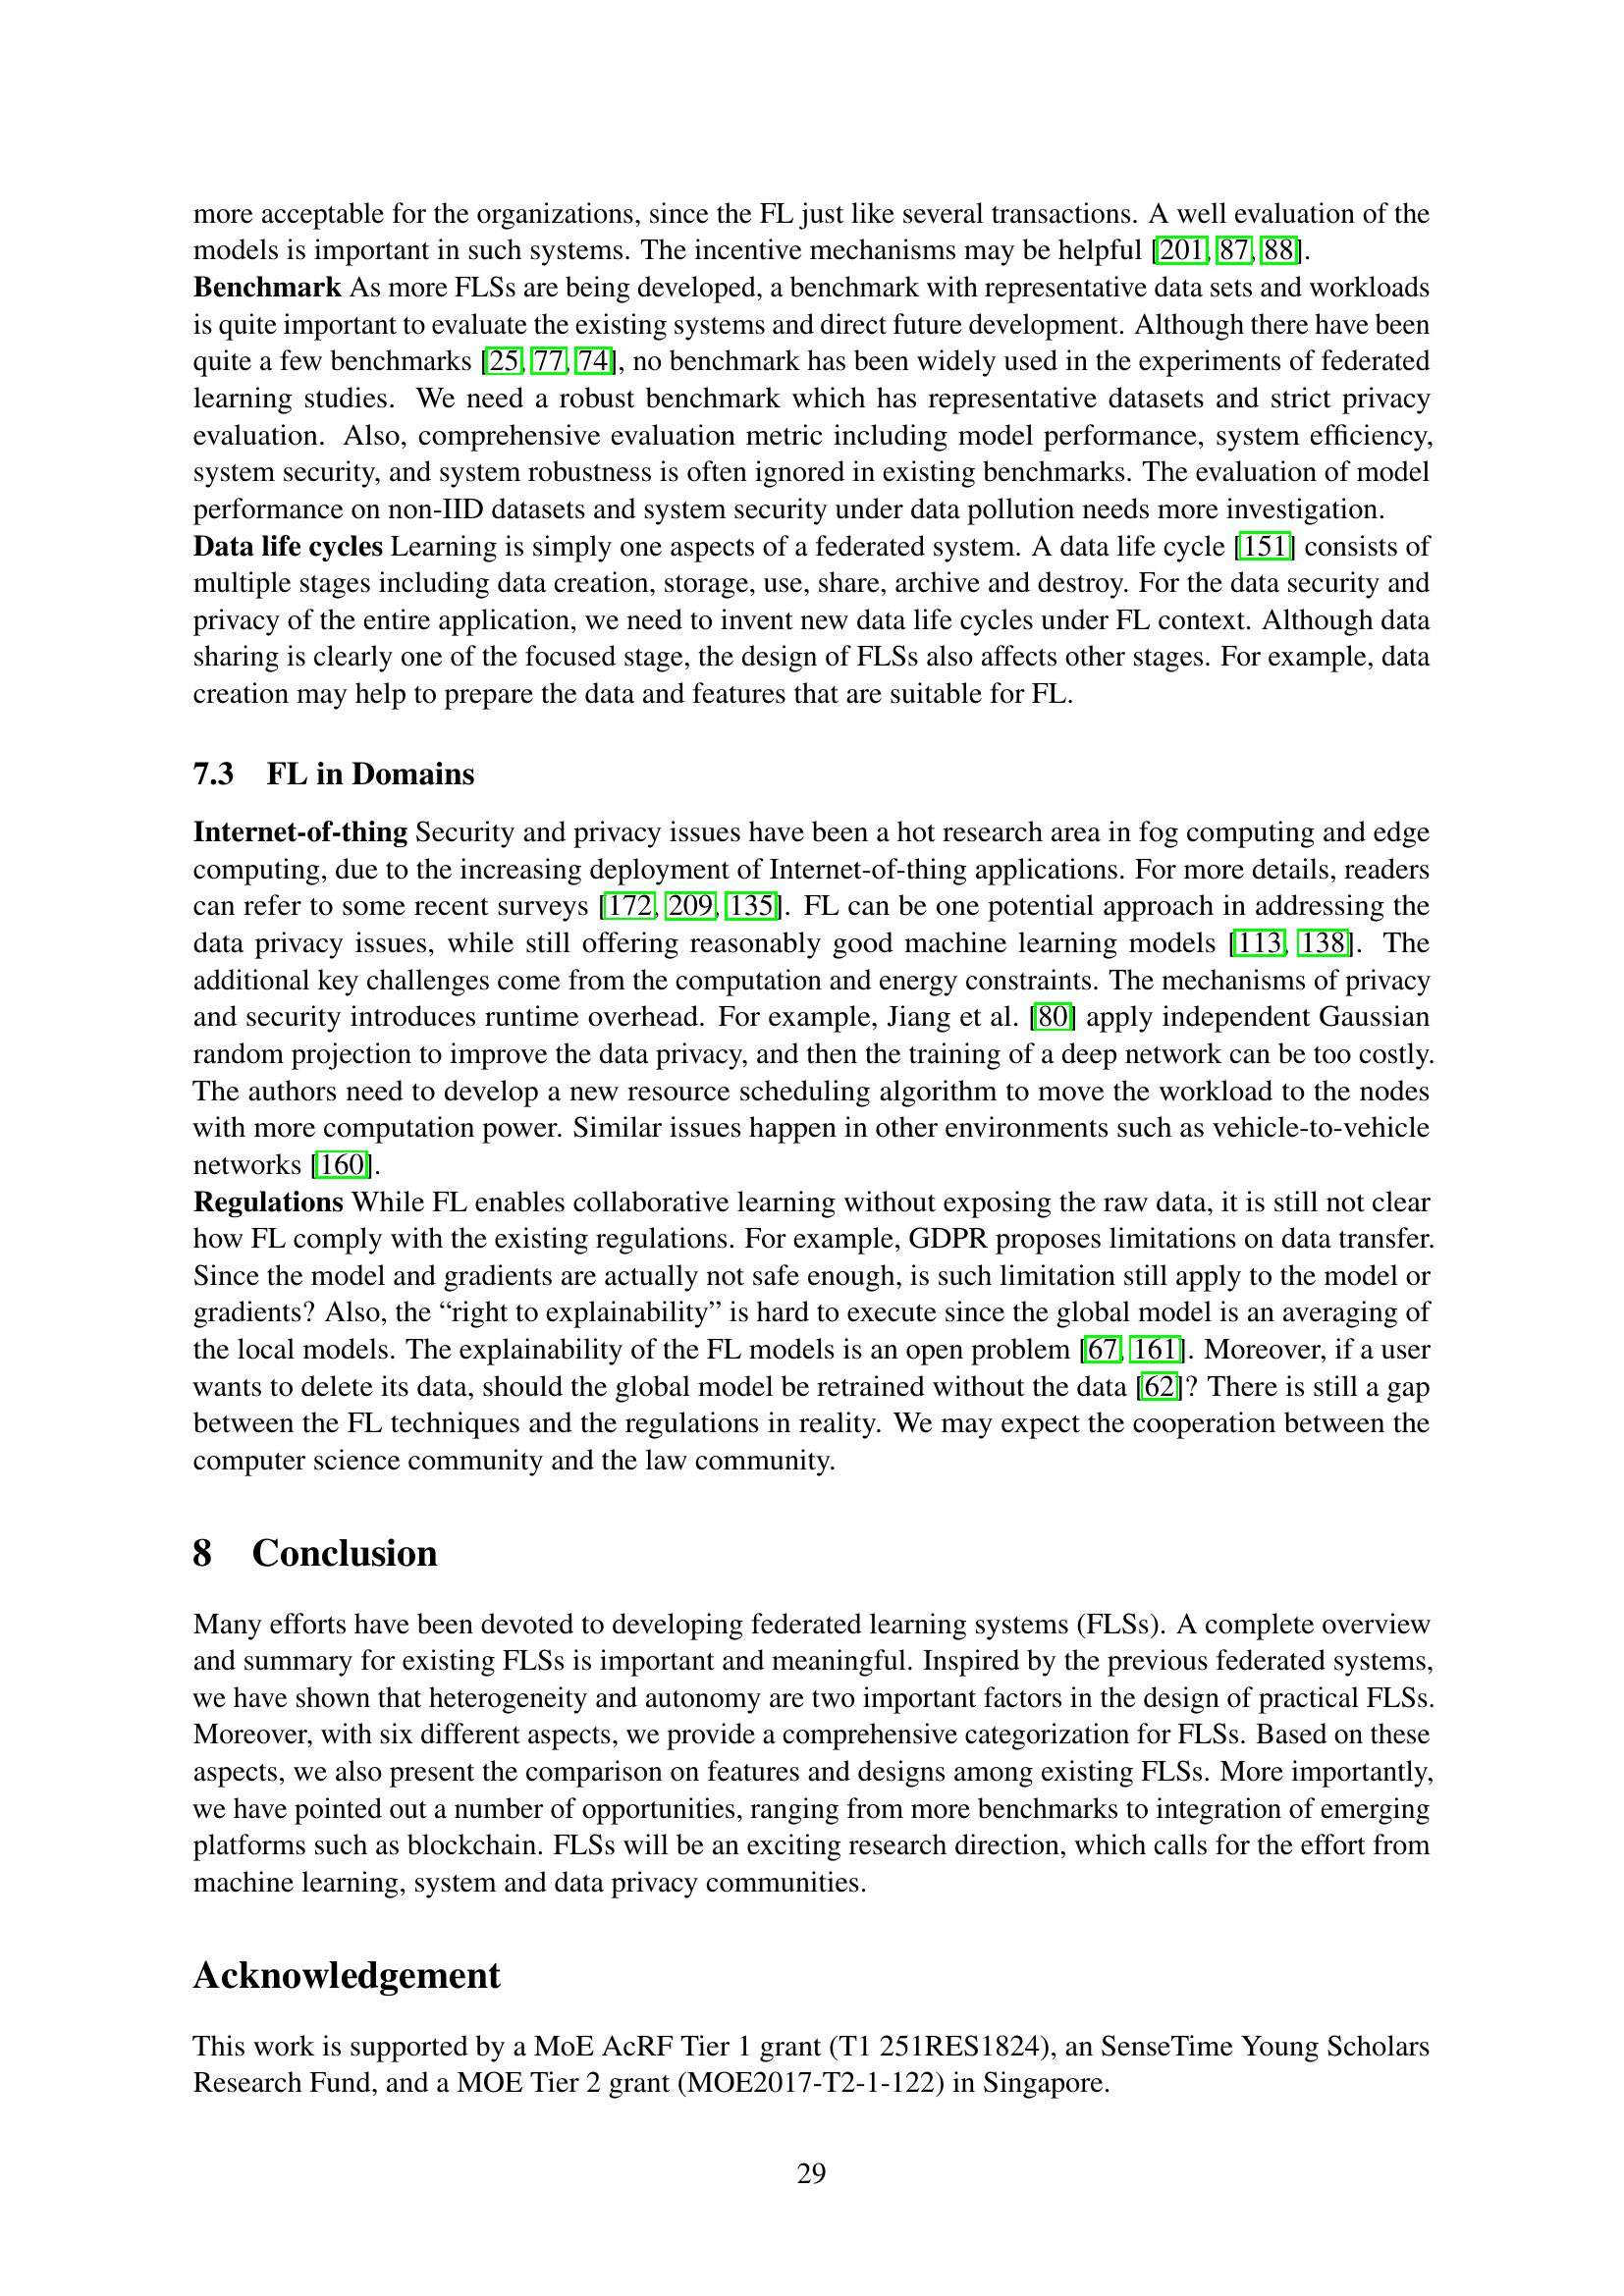 more acceptable for the organizations, since the FL just like several transactions. A well evaluation of the
models is important in such systems. The incentive mechanisms may be helpful [201, 87, 88].
Benchmark As more FLSs are being developed, a benchmark with representative data sets and workloads
is quite important to evaluate the existing systems and direct future development. Although there have been
quite a few benchmarks [25, 77, 74], no benchmark has been widely used in the experiments of federated
learning studies. We need a robust benchmark which has representative datasets and strict privacy
evaluation. Also, comprehensive evaluation metric including model performance, system efficiency,
system security, and system robustness is often ignored in existing benchmarks. The evaluation of model
performance on non-IID datasets and system security under data pollution needs more investigation.
Data life cycles Learning is simply one aspects of a federated system. A data life cycle [151] consists of
multiple stages including data creation, storage, use, share, archive and destroy. For the data security and
privacy of the entire application, we need to invent new data life cycles under FL context. Although data
sharing is clearly one of the focused stage, the design of FLSs also affects other stages. For example, data
creation may help to prepare the data and features that are suitable for FL.
7.3 FL in Domains
Internet-of-thing Security and privacy issues have been a hot research area in fog computing and edge
computing, due to the increasing deployment of Internet-of-thing applications. For more details, readers
can refer to some recent surveys [172, 209, 135]. FL can be one potential approach in addressing the
data privacy issues, while still offering reasonably good machine learning models [113, 138]. The
additional key challenges come from the computation and energy constraints. The mechanisms of privacy
and security introduces runtime overhead. For example, Jiang et al. [80] apply independent Gaussian
random projection to improve the data privacy, and then the training of a deep network can be too costly.
The authors need to develop a new resource scheduling algorithm to move the workload to the nodes
with more computation power. Similar issues happen in other environments such as vehicle-to-vehicle
networks [160].
Regulations While FL enables collaborative learning without exposing the raw data, it is still not clear
how FL comply with the existing regulations. For example, GDPR proposes limitations on data transfer.
Since the model and gradients are actually not safe enough, is such limitation still apply to the model or
gradients? Also, the “right to explainability” is hard to execute since the global model is an averaging of
the local models. The explainability of the FL models is an open problem [67, 161]. Moreover, if a user
wants to delete its data, should the global model be retrained without the data [62]? There is still a gap
between the FL techniques and the regulations in reality. We may expect the cooperation between the
computer science community and the law community.
8 Conclusion
Many efforts have been devoted to developing federated learning systems (FLSs). A complete overview
and summary for existing FLSs is important and meaningful. Inspired by the previous federated systems,
we have shown that heterogeneity and autonomy are two important factors in the design of practical FLSs.
Moreover, with six different aspects, we provide a comprehensive categorization for FLSs. Based on these
aspects, we also present the comparison on features and designs among existing FLSs. More importantly,
we have pointed out a number of opportunities, ranging from more benchmarks to integration of emerging
platforms such as blockchain. FLSs will be an exciting research direction, which calls for the effort from
machine learning, system and data privacy communities.
Acknowledgement
This work is supported by a MoE AcRF Tier 1 grant (T1 251RES1824), an SenseTime Young Scholars
Research Fund, and a MOE Tier 2 grant (MOE2017-T2-1-122) in Singapore.
29